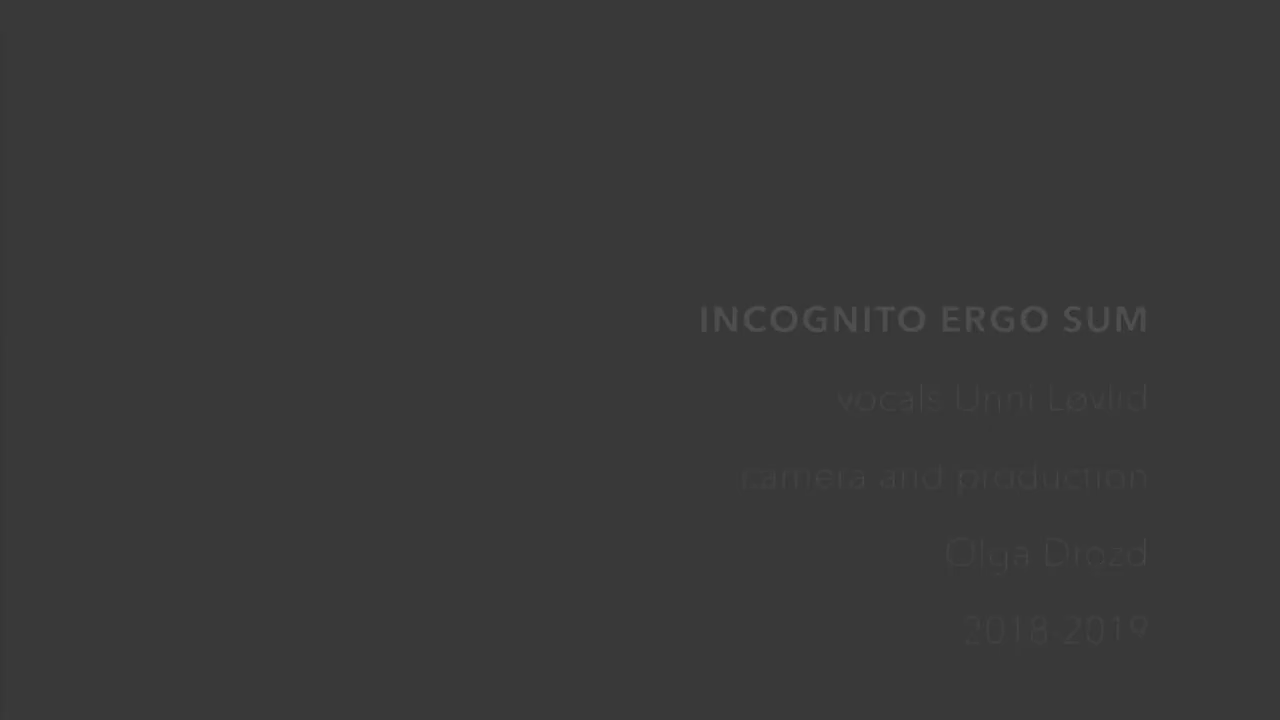 INCOGNITO ERGO SUM
vocals Unni Løvlid
camera and production
Olga Drozd
2018-2019